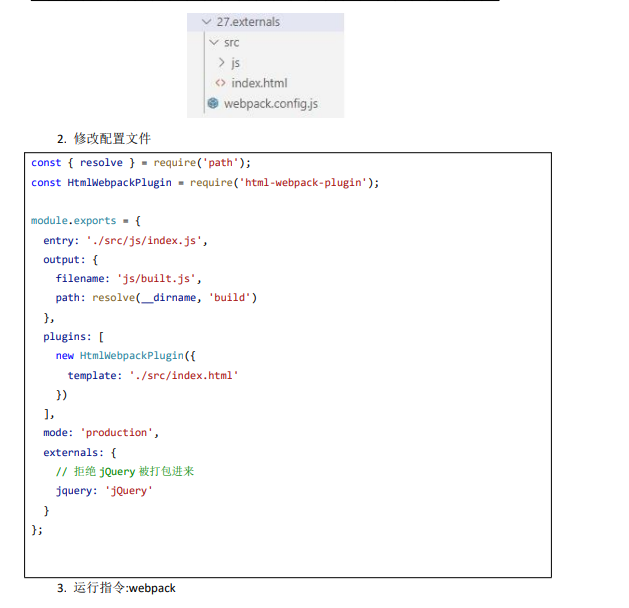 27.externals
src
js
index.html
webpack.config.js
2. 修改配置文件
const { resolve } = require('path');
const HtmlWebpackPlugin = require('html-webpack-plugin');
module.exports = {
entry: './src/js/index.js',
output: {
filename: 'js/built.js',
path: resolve(__dirname, 'build')
},
plugins: [
new HtmlWebpackPlugin({
template: './src/index.html'
})
],
mode: 'production',
externals: {
// 拒绝 jQuery 被打包进来
jquery: 'jQuery'
}
};
3. 运行指令:webpack